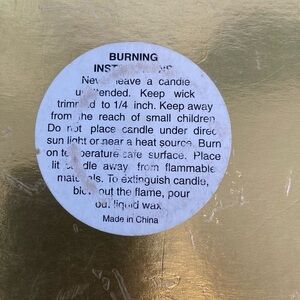 BURNING
INSTRUCTIONS
Never leave a candle
unattended. Keep wick
trimmed to 1/4 inch. Keep away
from the reach of small children
Do not place candle under direc
sun light or near a heat source. Burn
on temperature safe surface. Place
lit candle away from flammable
materials. To extinguish candle,
blow out the flame, pour
out liquid wax.
Made in China